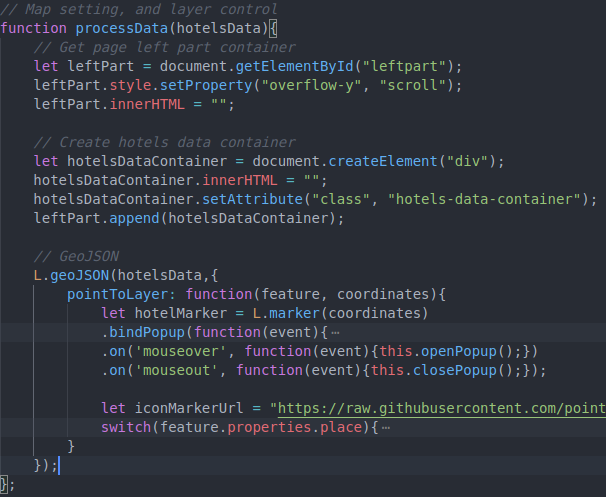 // Map setting, and layer control
function processData(hotelsData){
    // Get page left part container
    let leftPart = document.getElementById("leftpart");
    leftPart.style.setProperty("overflow-y", "scroll");
    leftPart.innerHTML = "";

    // Create hotels data container
    let hotelsDataContainer = document.createElement("div");
    hotelsDataContainer.innerHTML = "";
    hotelsDataContainer.setAttribute("class", "hotels-data-container");
    leftPart.append(hotelsDataContainer);

    // GeoJSON
    L.geoJSON(hotelsData,{
        pointToLayer: function(feature, coordinates){
            let hotelMarker = L.marker(coordinates)
            .bindPopup(function(event){⋯
            .on('mouseover', function(event){this.openPopup();})
            .on('mouseout', function(event){this.closePopup();});

            let iconMarkerUrl = "https://raw.githubusercontent.com/point
            switch(feature.properties.place){⋯
        }
    });
};